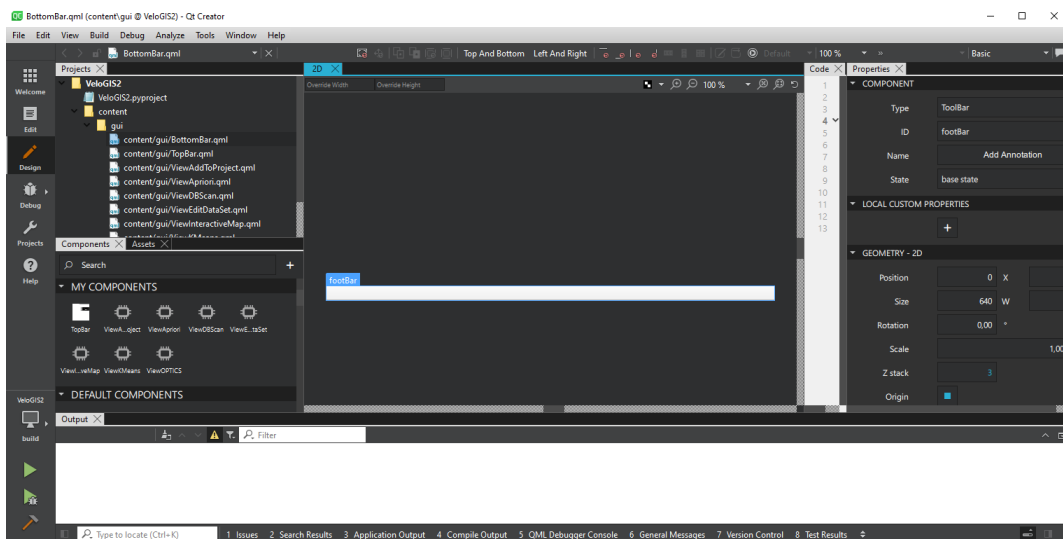 BottomBar.qml (content\gui @ VeloGIS2) - Qt Creator
File Edit View Build Debug Analyze Tools Window Help
BottomBar.qml Top And Bottom Left And Right Default 100 % » Basic
Projects 2D Code Properties
Welcome
Edit
Design
Debug
Projects
Help
VeloGIS2
build
VeloGIS2
VeloGIS2.pyproject
content
gui
content/gui/BottomBar.qml
content/gui/TopBar.qml
content/gui/ViewAddToProject.qml
content/gui/ViewApriori.qml
content/gui/ViewDBScan.qml
content/gui/ViewEditDataSet.qml
content/gui/ViewInteractiveMap.qml
Components Assets
Search +
MY COMPONENTS
TopBar ViewA...oject ViewApriori ViewDBScan ViewE...taSet
ViewI...veMap ViewKMeans ViewOPTICS
DEFAULT COMPONENTS
Override Width Override Height 100 %
footBar
1
2
3
4
5
6
7
8
9
10
11
12
13
COMPONENT
Type ToolBar
ID footBar
Name Add Annotation
State base state
LOCAL CUSTOM PROPERTIES
+
GEOMETRY - 2D
Position 0 X
Size 640 W
Rotation 0,00 °
Scale 1,00
Z stack 3
Origin
Output
Filter
Type to locate (Ctrl+K) 1 Issues 2 Search Results 3 Application Output 4 Compile Output 5 QML Debugger Console 6 General Messages 7 Version Control 8 Test Results